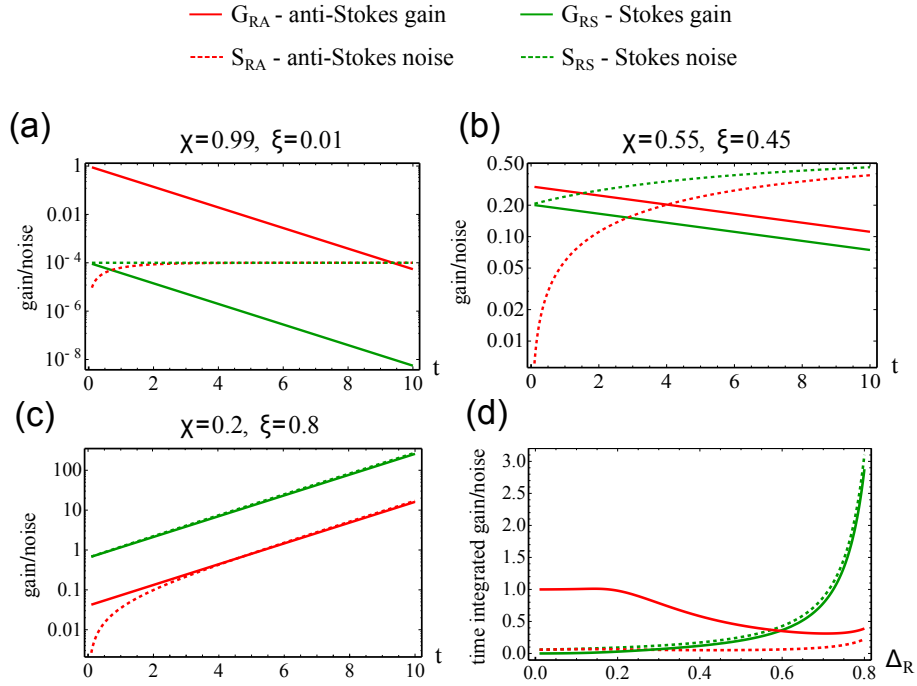 G_RA - anti-Stokes gain G_RS - Stokes gain
S_RA - anti-Stokes noise S_RS - Stokes noise
(a)
χ=0.99, ξ=0.01
gain/noise
1
0.01
10^-4
10^-6
10^-8
0 2 4 6 8 10 t
(b)
χ=0.55, ξ=0.45
gain/noise
0.50
0.20
0.10
0.05
0.02
0.01
0 2 4 6 8 10 t
(c)
χ=0.2, ξ=0.8
gain/noise
100
10
1
0.1
0.01
0 2 4 6 8 10 t
(d)
time integrated gain/noise
3.0
2.5
2.0
1.5
1.0
0.5
0.0
0.0 0.2 0.4 0.6 0.8 Δ_R